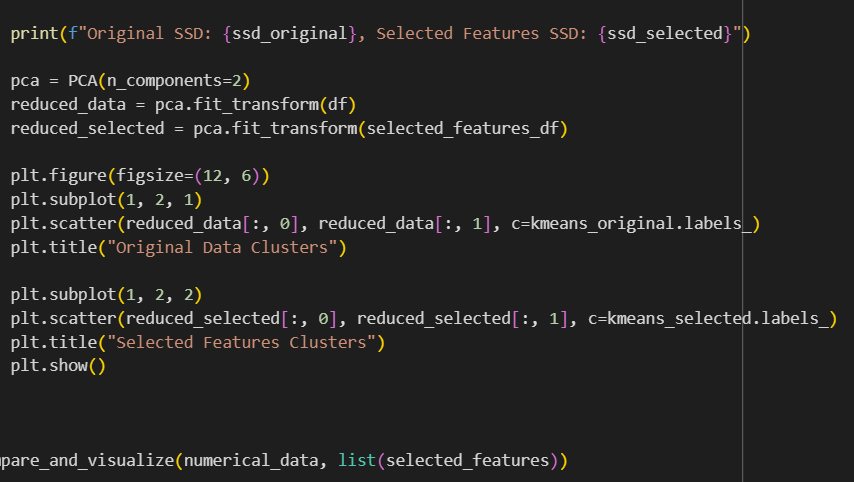 print(f"Original SSD: {ssd_original}, Selected Features SSD: {ssd_selected}")
pca = PCA(n_components=2)
reduced_data = pca.fit_transform(df)
reduced_selected = pca.fit_transform(selected_features_df)
plt.figure(figsize=(12, 6))
plt.subplot(1, 2, 1)
plt.scatter(reduced_data[:, 0], reduced_data[:, 1], c=kmeans_original.labels_)
plt.title("Original Data Clusters")
plt.subplot(1, 2, 2)
plt.scatter(reduced_selected[:, 0], reduced_selected[:, 1], c=kmeans_selected.labels_)
plt.title("Selected Features Clusters")
plt.show()
pare_and_visualize(numerical_data, list(selected_features))